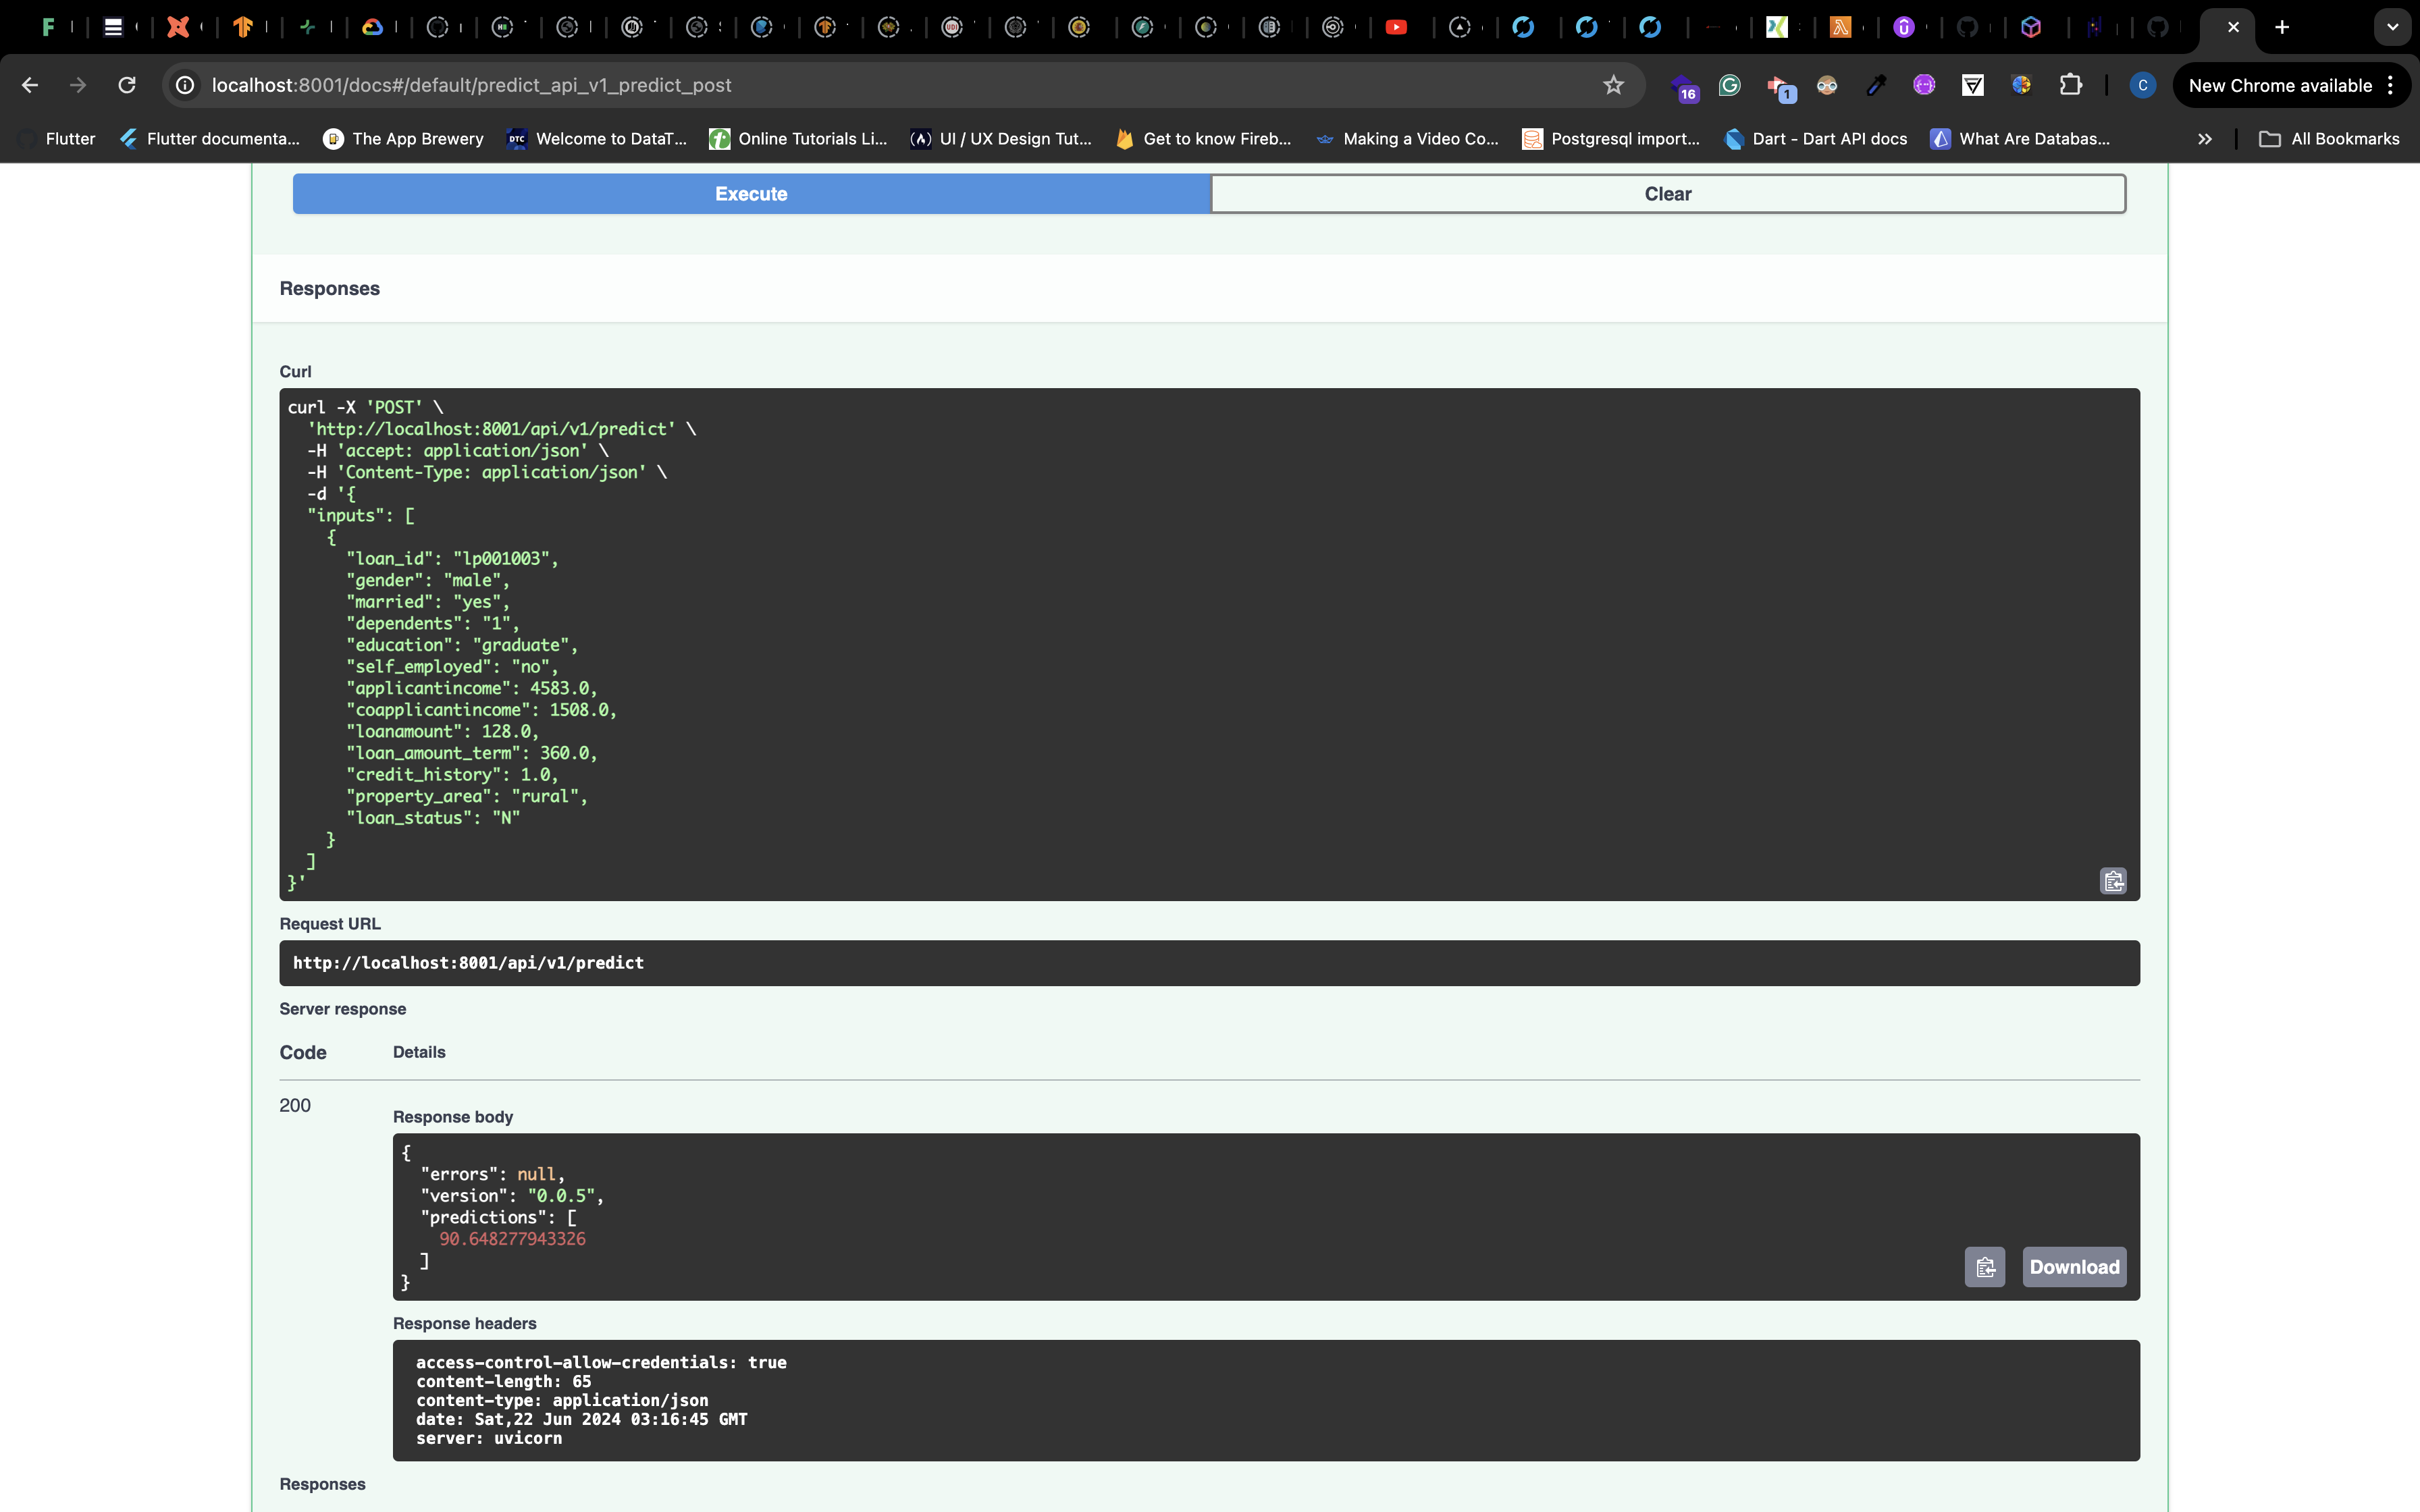 localhost:8001/docs#/default/predict_api_v1_predict_post
16
1
C
New Chrome available
Flutter
Flutter documenta...
The App Brewery
DTC
Welcome to DataT...
Online Tutorials Li...
UI / UX Design Tut...
Get to know Fireb...
Making a Video Co...
Postgresql import...
Dart - Dart API docs
What Are Databas...
All Bookmarks
Execute
Clear
Responses
Curl
curl -X 'POST' \
'http://localhost:8001/api/v1/predict' \
-H 'accept: application/json' \
-H 'Content-Type: application/json' \
-d '{
"inputs": [
{
"loan_id": "lp001003",
"gender": "male",
"married": "yes",
"dependents": "1",
"education": "graduate",
"self_employed": "no",
"applicantincome": 4583.0,
"coapplicantincome": 1508.0,
"loanamount": 128.0,
"loan_amount_term": 360.0,
"credit_history": 1.0,
"property_area": "rural",
"loan_status": "N"
}
]
}'
Request URL
http://localhost:8001/api/v1/predict
Server response
Code
Details
200
Response body
{
"errors": null,
"version": "0.0.5",
"predictions": [
90.648277943326
]
}
Download
Response headers
access-control-allow-credentials: true
content-length: 65
content-type: application/json
date: Sat,22 Jun 2024 03:16:45 GMT
server: uvicorn
Responses